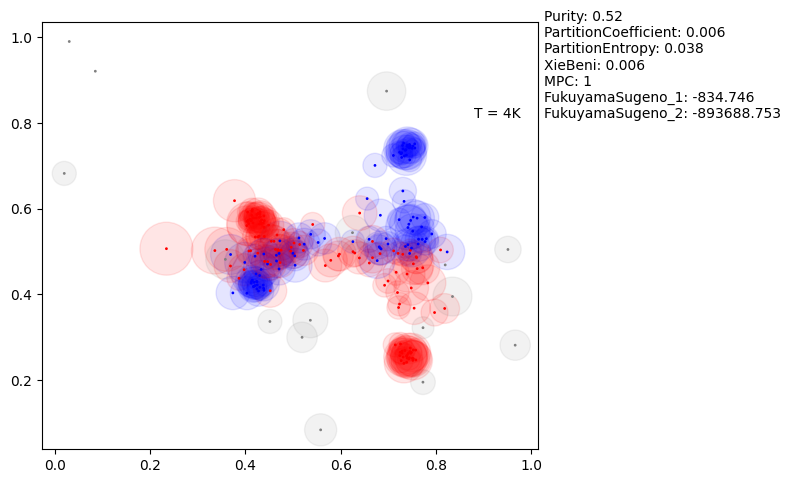 Purity: 0.52
PartitionCoefficient: 0.006
PartitionEntropy: 0.038
XieBeni: 0.006
MPC: 1
FukuyamaSugeno_1: -834.746
FukuyamaSugeno_2: -893688.753
T = 4K
1.0
0.8
0.6
0.4
0.2
0.0 0.2 0.4 0.6 0.8 1.0